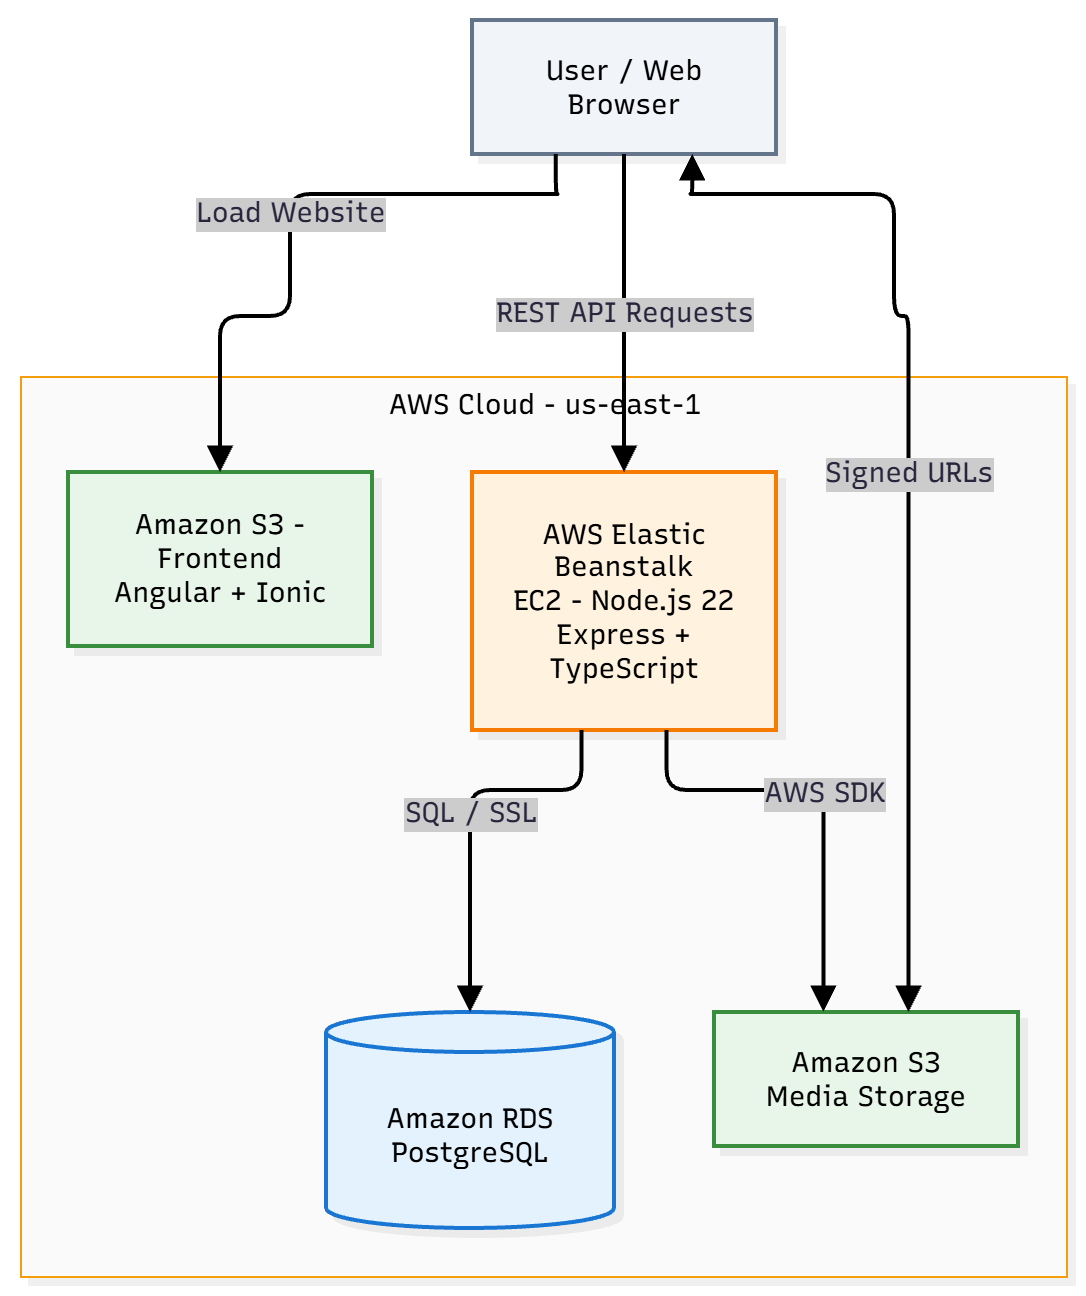 User / Web
Browser
Load Website
REST API Requests
AWS Cloud - us-east-1
Signed URLs
Amazon S3 -
Frontend
Angular + Ionic
AWS Elastic
Beanstalk
EC2 - Node.js 22
Express +
TypeScript
SQL / SSL
AWS SDK
Amazon RDS
PostgreSQL
Amazon S3
Media Storage